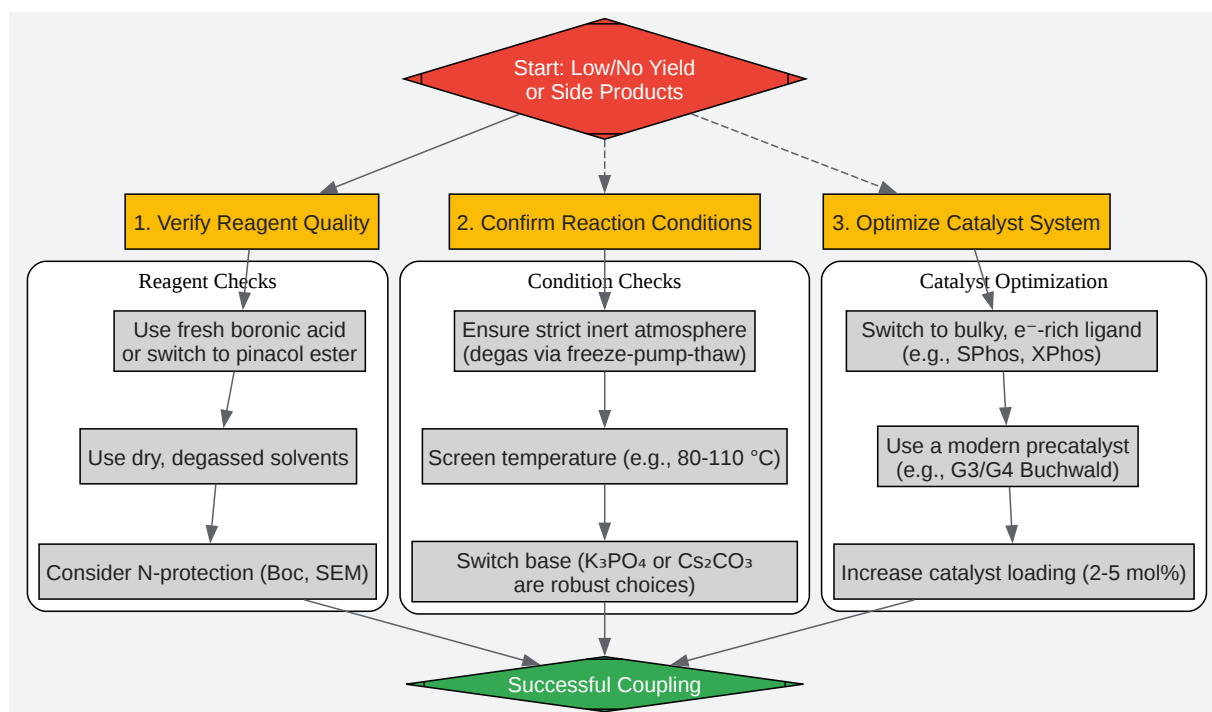 Start: Low/No Yield
or Side Products
1. Verify Reagent Quality
2. Confirm Reaction Conditions
3. Optimize Catalyst System
Reagent Checks
Use fresh boronic acid
or switch to pinacol ester
Use dry, degassed solvents
Consider N-protection (Boc, SEM)
Condition Checks
Ensure strict inert atmosphere
(degas via freeze-pump-thaw)
Screen temperature (e.g., 80-110 °C)
Switch base (K₃PO₄ or Cs₂CO₃
are robust choices)
Catalyst Optimization
Switch to bulky, e⁻-rich ligand
(e.g., SPhos, XPhos)
Use a modern precatalyst
(e.g., G3/G4 Buchwald)
Increase catalyst loading (2-5 mol%)
Successful Coupling